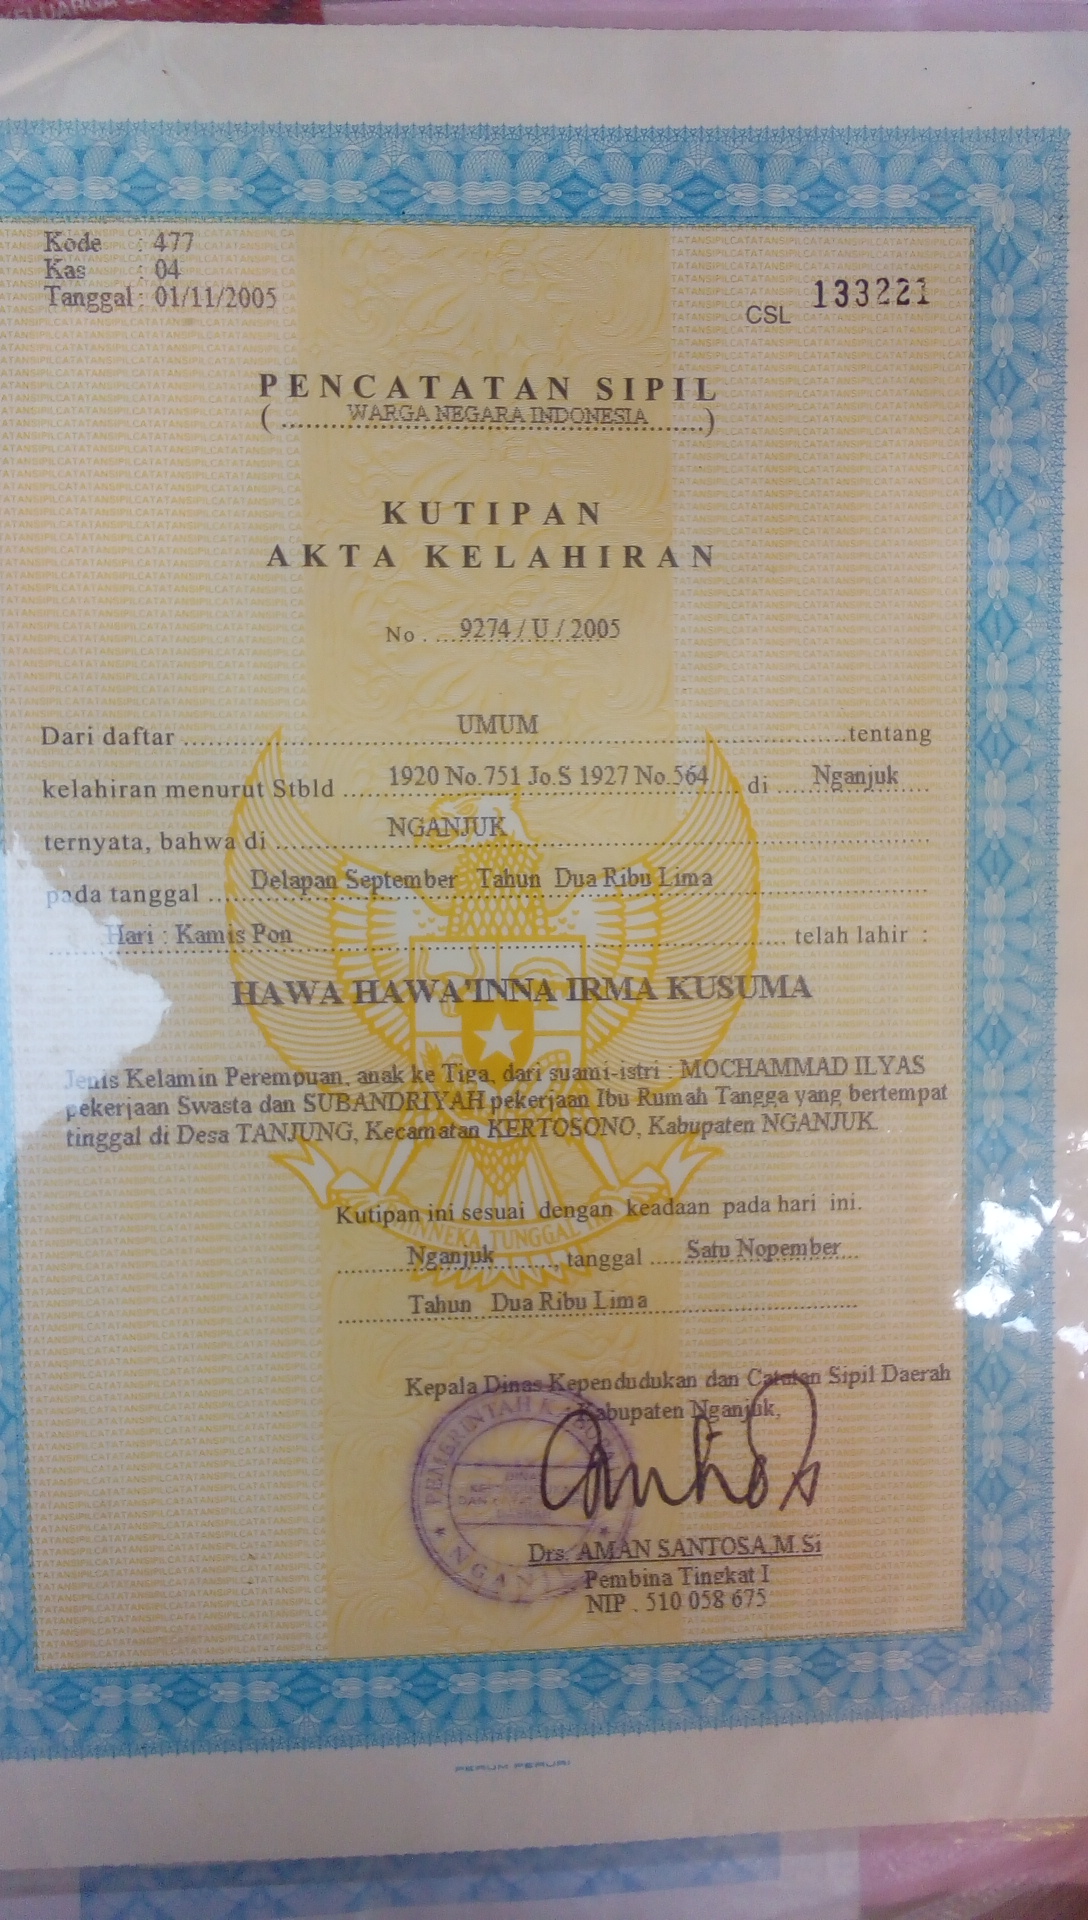 Kode : 477
Kas : 04
Tanggal : 01/11/2005
CSL 133221
PENCATATAN SIPIL
( WARGA NEGARA INDONESIA )
KUTIPAN
AKTA KELAHIRAN
No . 9274 / U / 2005
Dari daftar UMUM tentang
kelahiran menurut Stbld 1920 No.751 Jo.S 1927 No.564 di Nganjuk
ternyata, bahwa di NGANJUK
pada tanggal Delapan September Tahun Dua Ribu Lima
Hari : Kamis Pon telah lahir :
HAWA HAWA'INNA IRMA KUSUMA
Jenis Kelamin Perempuan, anak ke Tiga, dari suami-istri : MOCHAMMAD ILYAS
pekerjaan Swasta dan SUBANDRIYAH pekerjaan Ibu Rumah Tangga yang bertempat
tinggal di Desa TANJUNG, Kecamatan KERTOSONO, Kabupaten NGANJUK.
Kutipan ini sesuai dengan keadaan pada hari ini.
TUNGGAL
Nganjuk, tanggal Satu Nopember
Tahun Dua Ribu Lima
Kepala Dinas Kependudukan dan Catatan Sipil Daerah
Kabupaten Nganjuk,
PEMERINTAH
Drs. AMAN SANTOSA,M.Si
Pembina Tingkat I
NIP . 510 058 675
PERUM PERURI